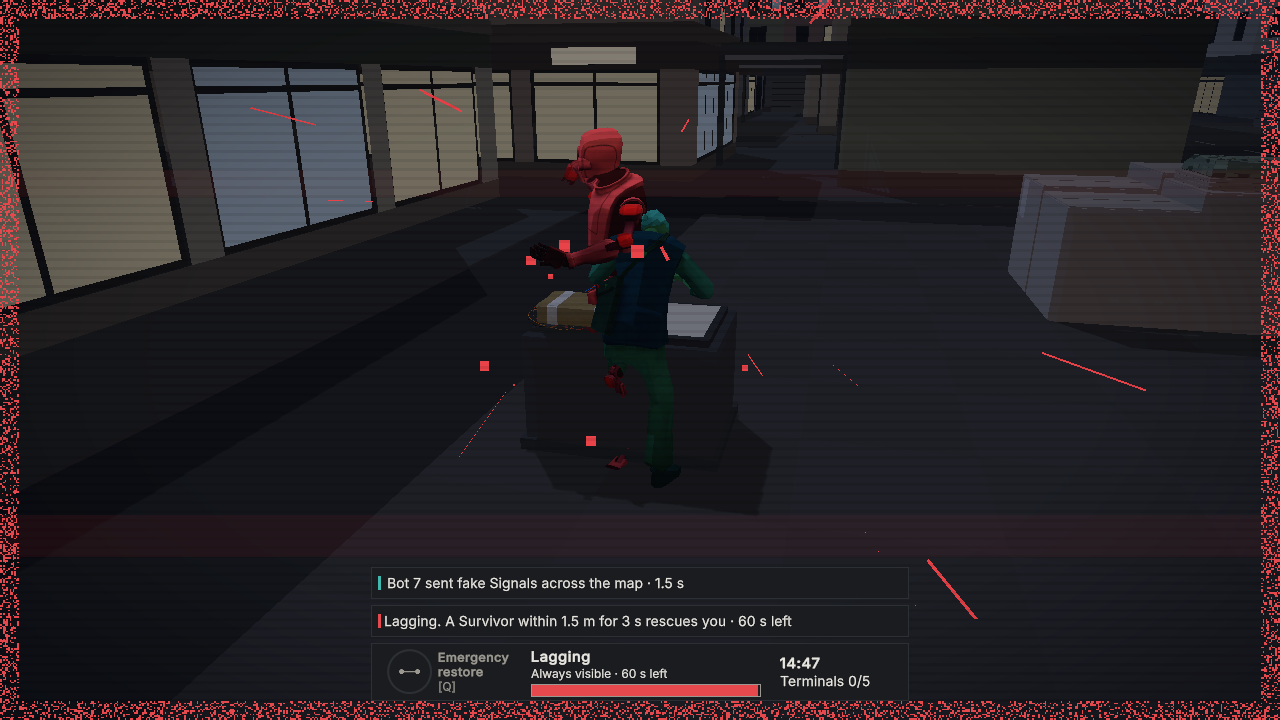 Bot 7 sent fake Signals across the map · 1.5 s
Lagging. A Survivor within 1.5 m for 3 s rescues you · 60 s left
Emergency
restore
[Q]
Lagging
Always visible · 60 s left
14:47
Terminals 0/5